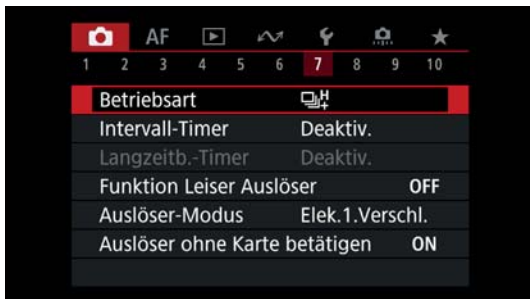 AF
1 2 3 4 5 6 7 8 9 10
Betriebsart H
Intervall-Timer Deaktiv.
Langzeitb.-Timer Deaktiv.
Funktion Leiser Auslöser OFF
Auslöser-Modus Elek.1.Verschl.
Auslöser ohne Karte betätigen ON